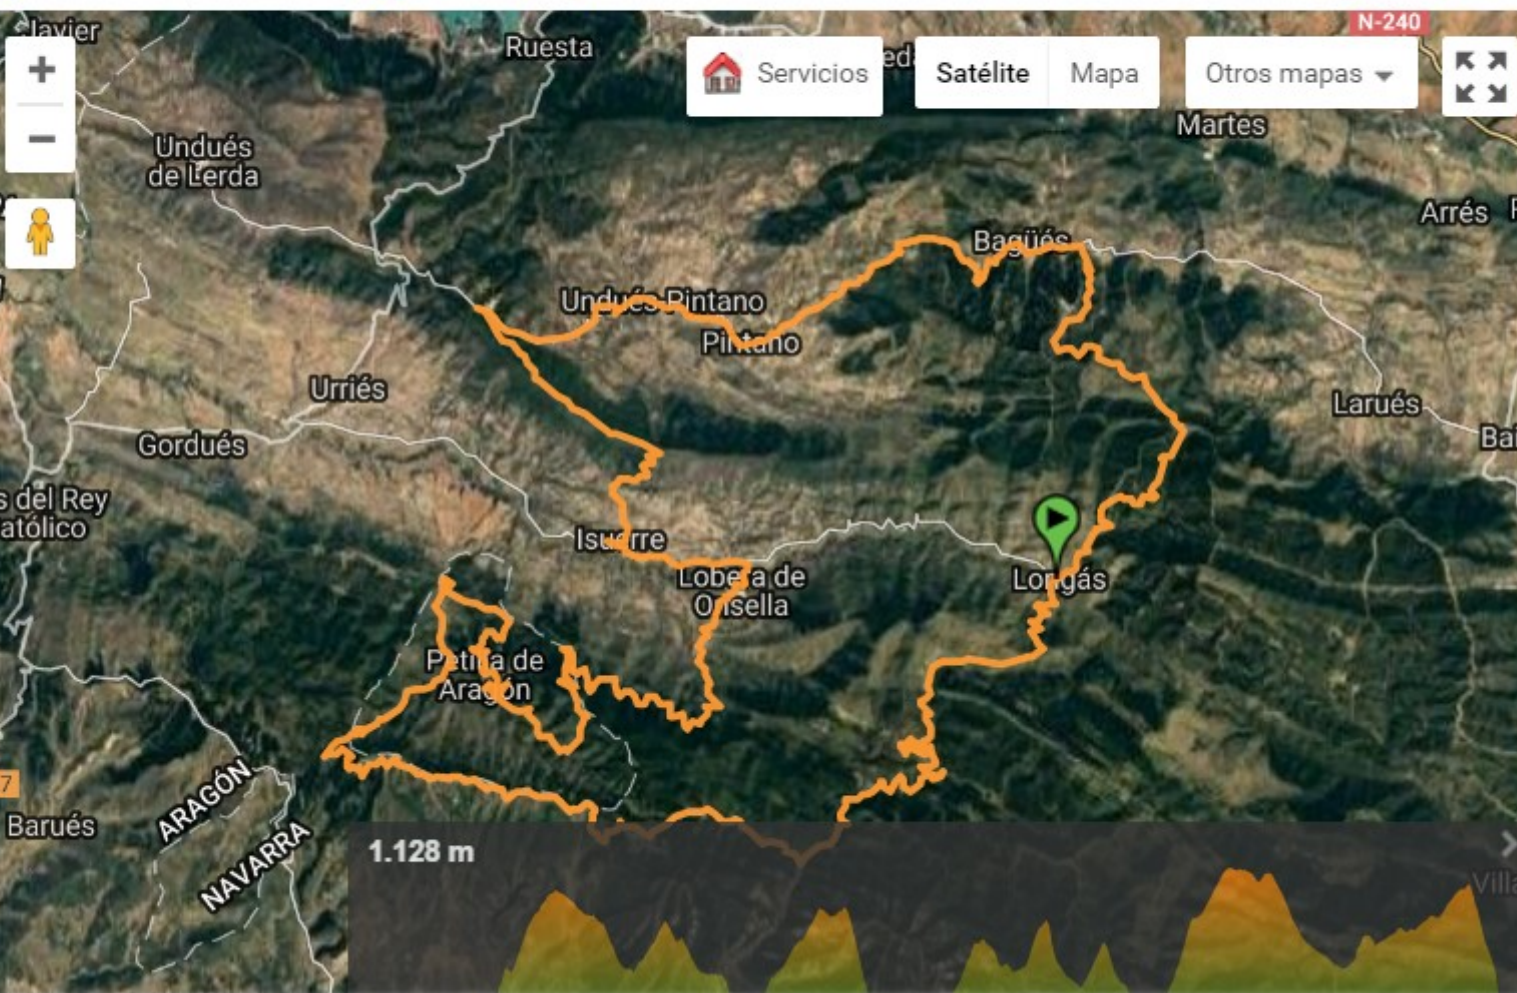 Javier
Ruesta
N-240
Servicios
Satélite
Mapa
Otros mapas
Martes
Undués
de Lerda
Arrés
Bagüés
Undués-Pintano
Pintano
Urriés
Larués
Gordués
s del Rey
atólico
Isuerre
Lobera de
Onsella
Longás
Petilla de
Aragón
ARAGÓN
NAVARRA
7
Barués
1.128 m